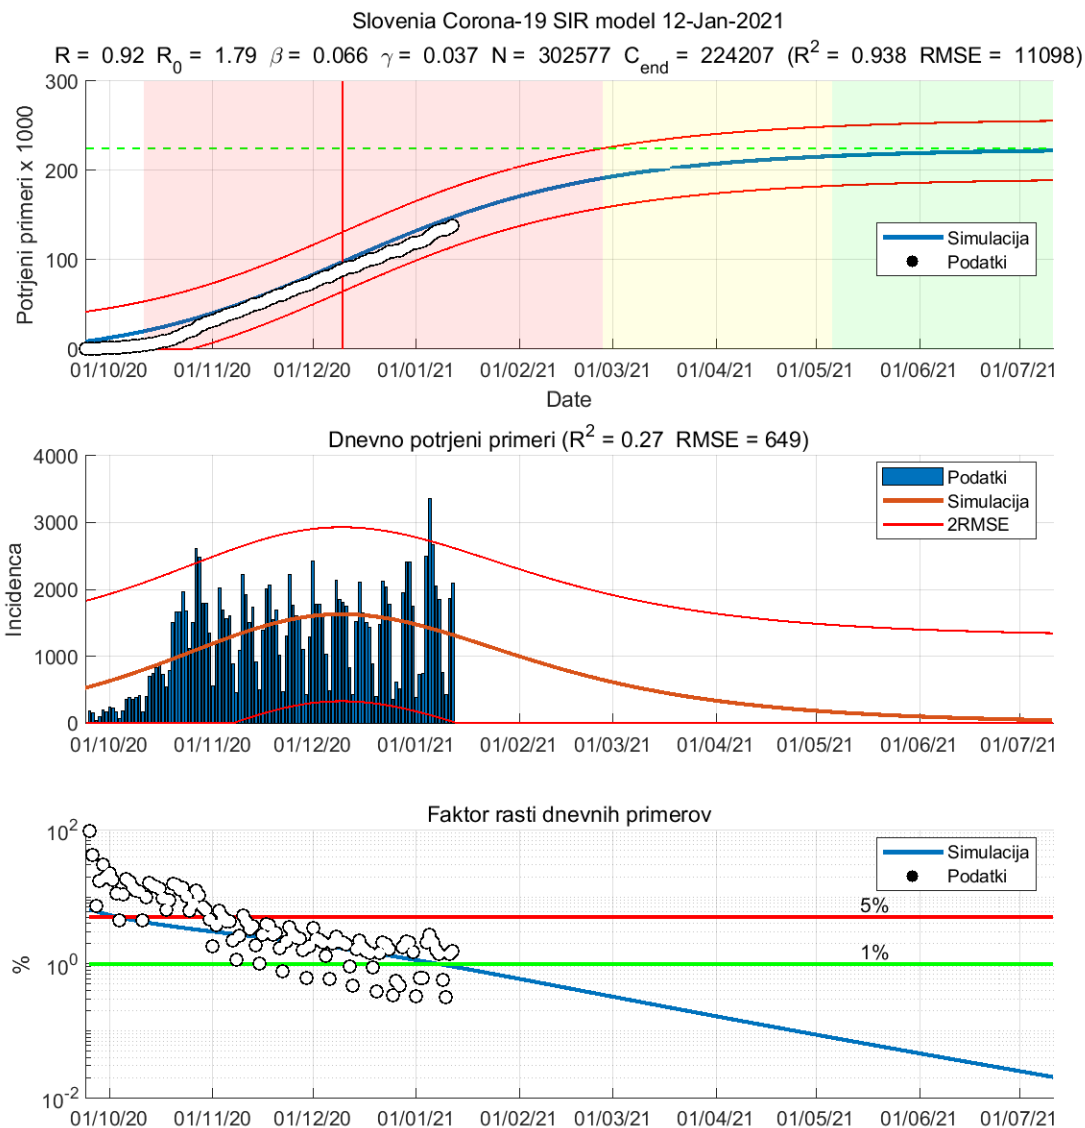 Slovenia Corona-19 SIR model 12-Jan-2021
R = 0.92 R0 = 1.79 β = 0.066 γ = 0.037 N = 302577 Cend = 224207 (R2 = 0.938 RMSE = 11098)
Potrjeni primeri x 1000
300
200
100
0
Simulacija
Podatki
01/10/20 01/11/20 01/12/20 01/01/21 01/02/21 01/03/21 01/04/21 01/05/21 01/06/21 01/07/21
Date
Dnevno potrjeni primeri (R2 = 0.27 RMSE = 649)
Incidenca
4000
3000
2000
1000
0
Podatki
Simulacija
2RMSE
01/10/20 01/11/20 01/12/20 01/01/21 01/02/21 01/03/21 01/04/21 01/05/21 01/06/21 01/07/21
Faktor rasti dnevnih primerov
%
10^2
10^0
10^-2
Simulacija
Podatki
5%
1%
01/10/20 01/11/20 01/12/20 01/01/21 01/02/21 01/03/21 01/04/21 01/05/21 01/06/21 01/07/21